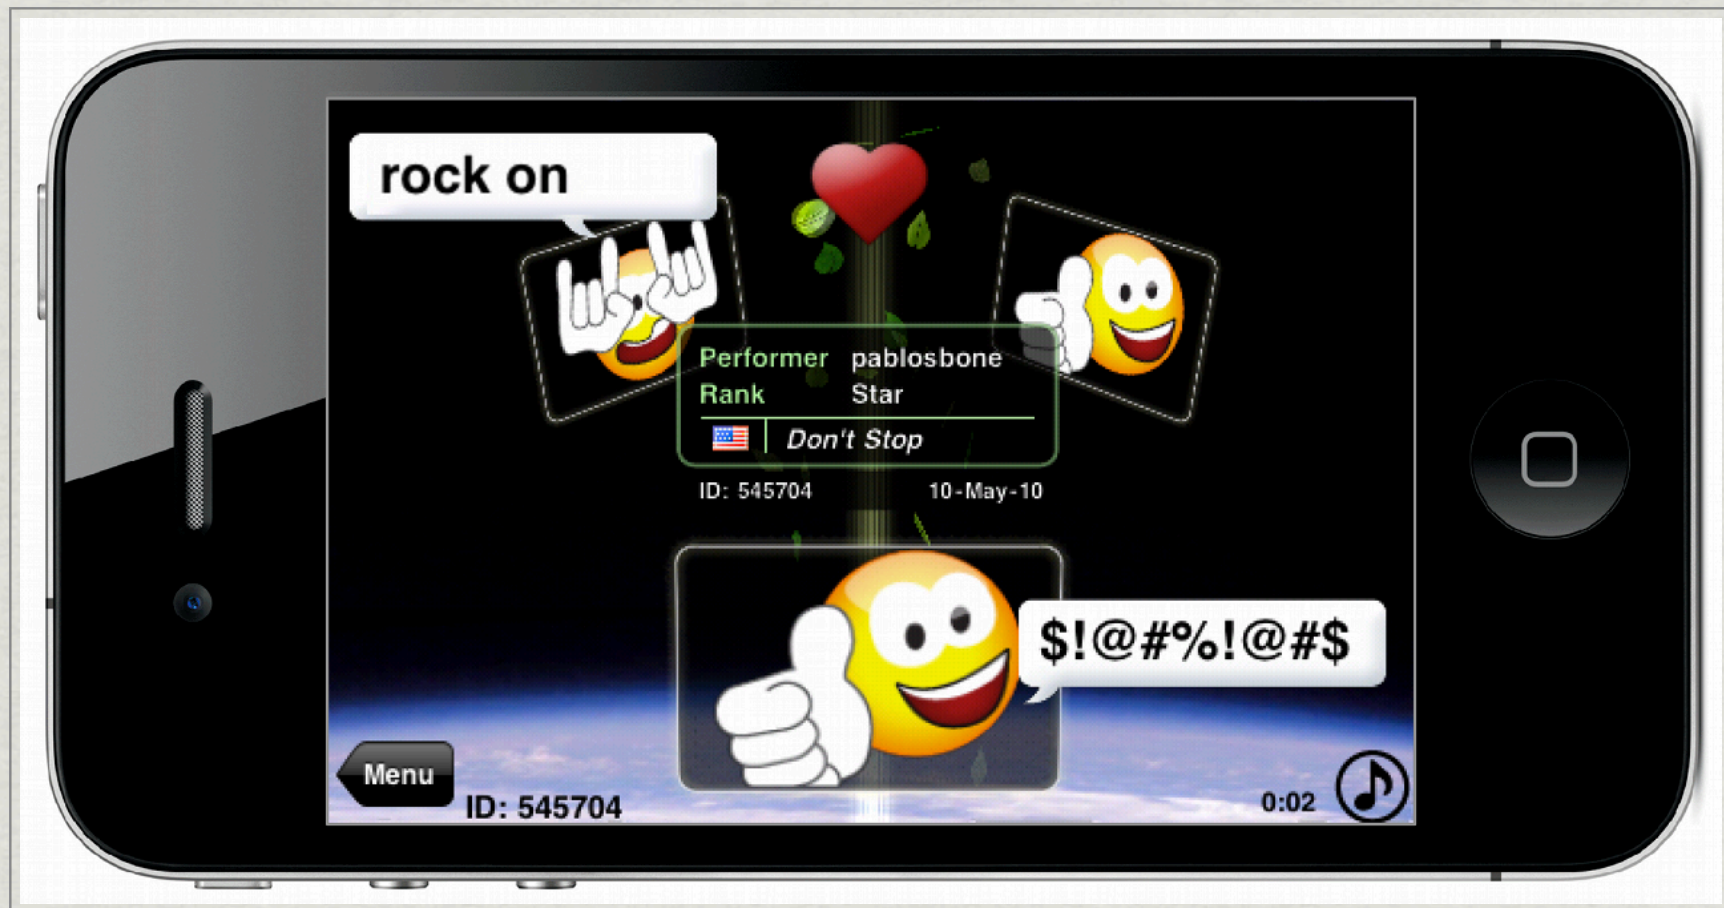 rock on
Performer pablosbone
Rank Star
Don't Stop
ID: 545704 10-May-10
$!@#%!@#$
Menu
ID: 545704
0:02